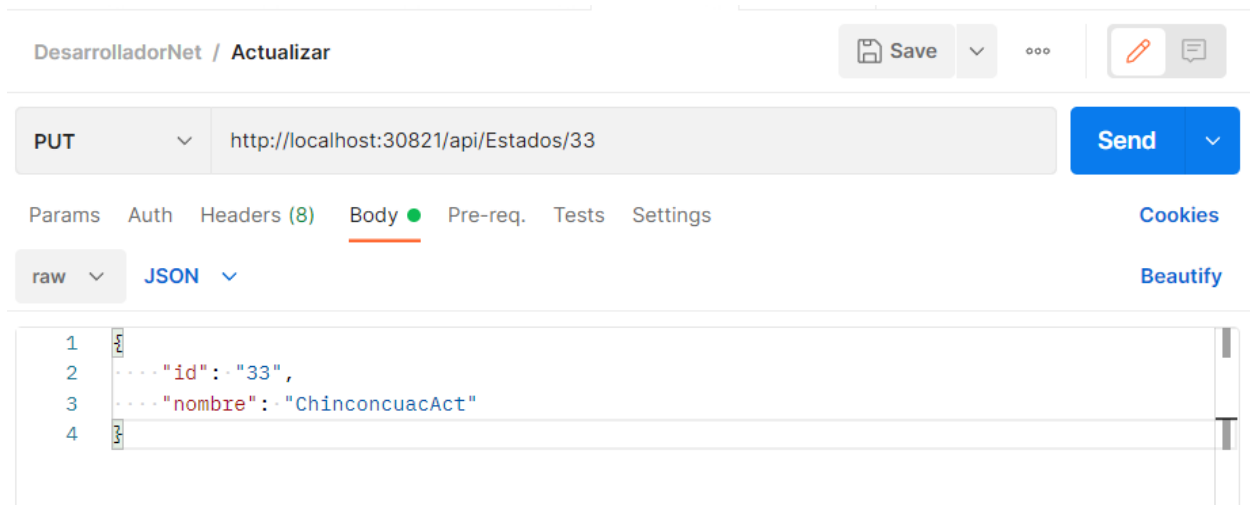 DesarrolladorNet / Actualizar Save ooo
PUT http://localhost:30821/api/Estados/33 Send
Params Auth Headers (8) Body Pre-req. Tests Settings Cookies
raw JSON Beautify
1 {
2 "id": "33",
3 "nombre": "ChinconcuacAct"
4 }